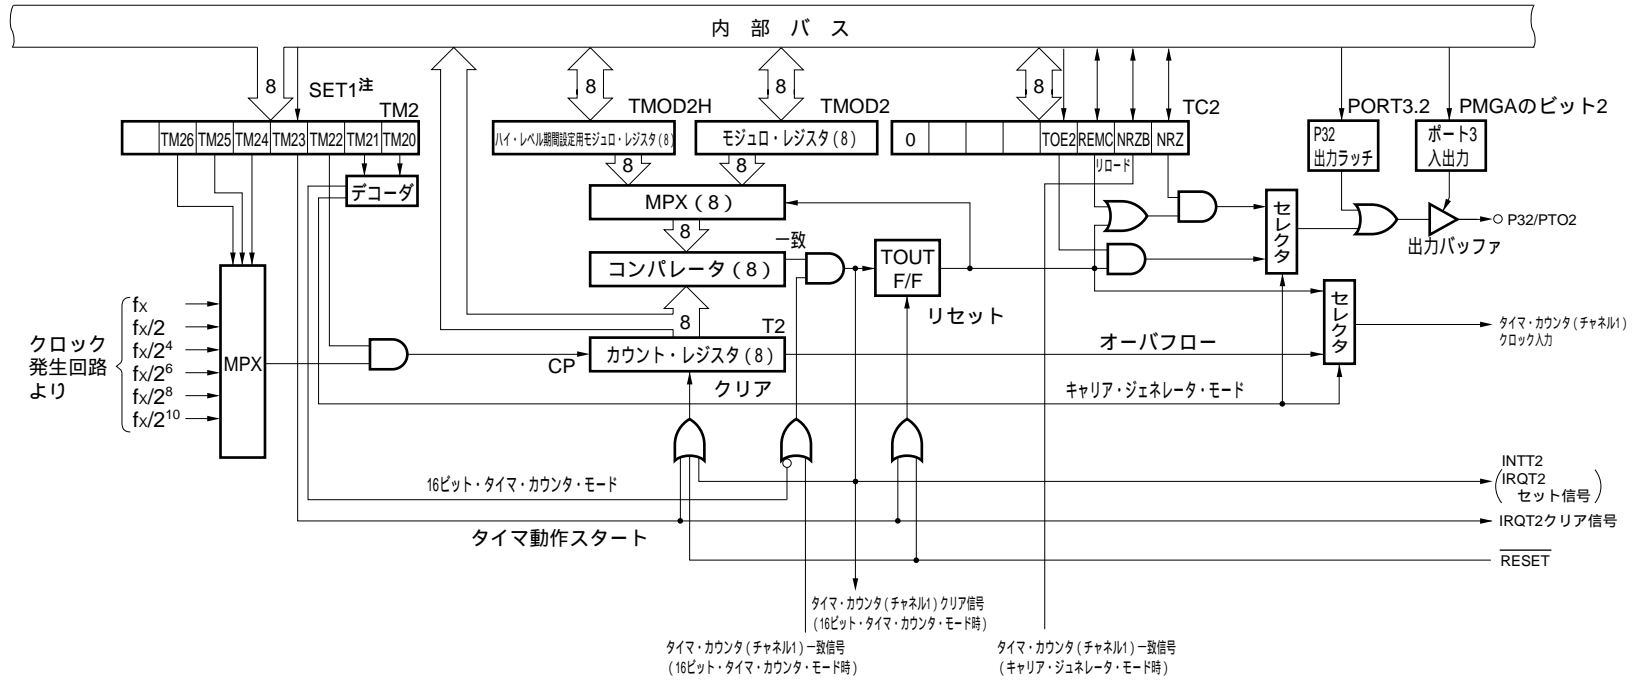 内 部 バ ス
8
SET1注
TM2
8
TMOD2H
8
TMOD2
8
TC2
PORT3.2
PMGAのビット2
TM26 TM25 TM24 TM23 TM22 TM21 TM20
ハイ・レベル期間設定用モジュロ・レジスタ(8)
モジュロ・レジスタ(8)
0 TOE2 REMC NRZB NRZ
P32
出力ラッチ
ポート3
入出力
デコーダ
8
8
リロード
MPX(8)
8
一致
コンパレータ(8)
TOUT
F/F
リセット
セレクタ
出力バッファ
P32/PTO2
8
T2
カウント・レジスタ(8)
CP
クリア
オーバフロー
セレクタ
タイマ・カウンタ(チャネル1)
クロック入力
キャリア・ジェネレータ・モード
クロック
発生回路
より
fX
fX/2
fX/2⁴
fX/2⁶
fX/2⁸
fX/2¹⁰
MPX
16ビット・タイマ・カウンタ・モード
INTT2
(IRQT2
セット信号)
タイマ動作スタート
IRQT2クリア信号
RESET
タイマ・カウンタ(チャネル1)クリア信号
(16ビット・タイマ・カウンタ・モード時)
タイマ・カウンタ(チャネル1)一致信号
(16ビット・タイマ・カウンタ・モード時)
タイマ・カウンタ(チャネル1)一致信号
(キャリア・ジュネレータ・モード時)